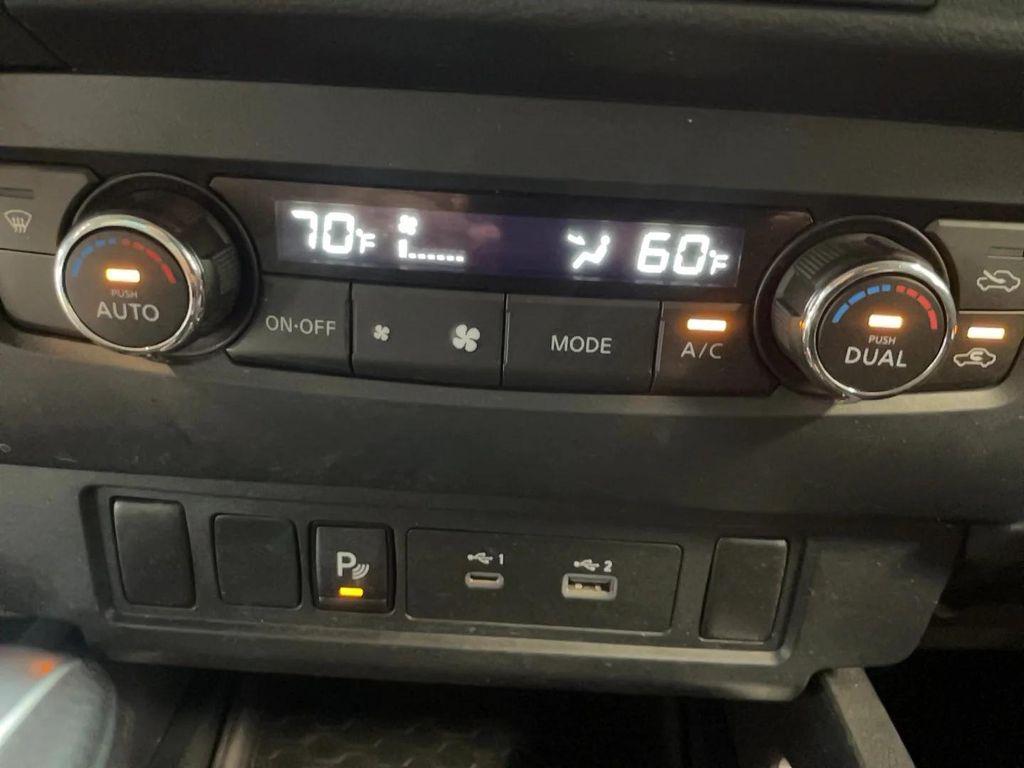 70°F 60°F
PUSH
AUTO
ON·OFF
MODE
A/C
PUSH
DUAL
P
1
2